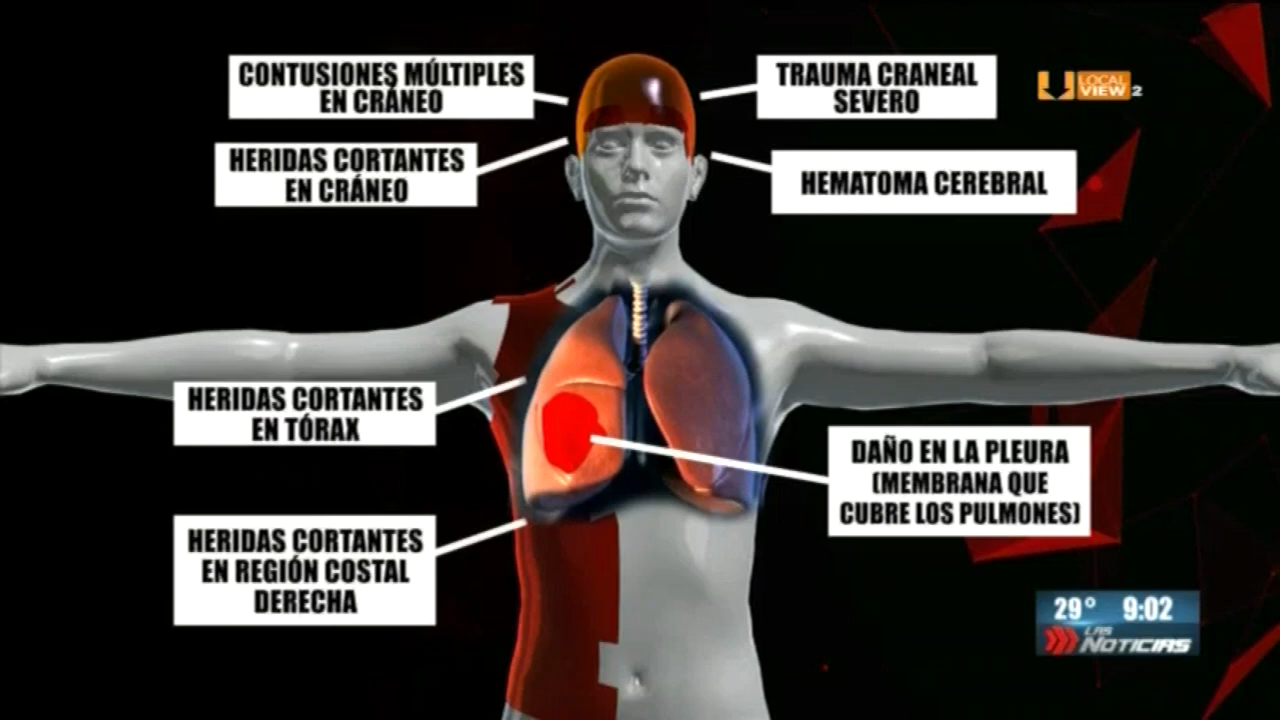 CONTUSIONES MÚLTIPLES
EN CRÁNEO
TRAUMA CRANEAL
SEVERO
LOCAL
VIEW 2
HERIDAS CORTANTES
EN CRÁNEO
HEMATOMA CEREBRAL
HERIDAS CORTANTES
EN TÓRAX
DAÑO EN LA PLEURA
(MEMBRANA QUE
CUBRE LOS PULMONES)
HERIDAS CORTANTES
EN REGIÓN COSTAL
DERECHA
29° 9:02
LAS
NOTICIAS